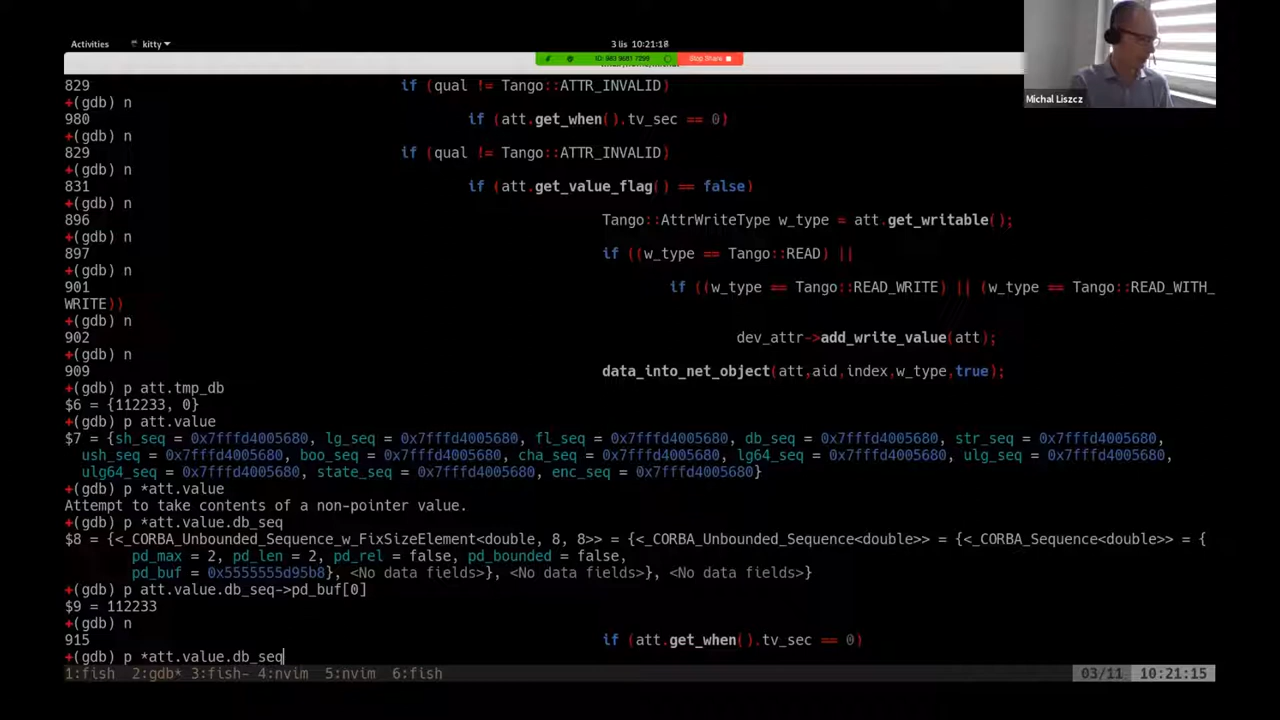 Activities kitty 3 lis 10:21:18
ID: 983 9681 7299 Stop Share
829 if (qual != Tango::ATTR_INVALID)
+(gdb) n
980 if (att.get_when().tv_sec == 0)
+(gdb) n
829 if (qual != Tango::ATTR_INVALID)
+(gdb) n
831 if (att.get_value_flag() == false)
+(gdb) n
896 Tango::AttrWriteType w_type = att.get_writable();
+(gdb) n
897 if ((w_type == Tango::READ) ||
+(gdb) n
901 if ((w_type == Tango::READ_WRITE) || (w_type == Tango::READ_WITH_
WRITE))
+(gdb) n
902 dev_attr->add_write_value(att);
+(gdb) n
909 data_into_net_object(att,aid,index,w_type,true);
+(gdb) p att.tmp_db
$6 = {112233, 0}
+(gdb) p att.value
$7 = {sh_seq = 0x7fffd4005680, lg_seq = 0x7fffd4005680, fl_seq = 0x7fffd4005680, db_seq = 0x7fffd4005680, str_seq = 0x7fffd4005680,
ush_seq = 0x7fffd4005680, boo_seq = 0x7fffd4005680, cha_seq = 0x7fffd4005680, lg64_seq = 0x7fffd4005680, ulg_seq = 0x7fffd4005680,
ulg64_seq = 0x7fffd4005680, state_seq = 0x7fffd4005680, enc_seq = 0x7fffd4005680}
+(gdb) p *att.value
Attempt to take contents of a non-pointer value.
+(gdb) p *att.value.db_seq
$8 = {<_CORBA_Unbounded_Sequence_w_FixSizeElement<double, 8, 8>> = {<_CORBA_Unbounded_Sequence<double>> = {<_CORBA_Sequence<double>> = {
pd_max = 2, pd_len = 2, pd_rel = false, pd_bounded = false,
pd_buf = 0x5555555d95b8}, <No data fields>}, <No data fields>}, <No data fields>}
+(gdb) p att.value.db_seq->pd_buf[0]
$9 = 112233
+(gdb) n
915 if (att.get_when().tv_sec == 0)
+(gdb) p *att.value.db_seq
1:fish 2:gdb* 3:fish- 4:nvim 5:nvim 6:fish 03/11 10:21:15
Michal Liszcz